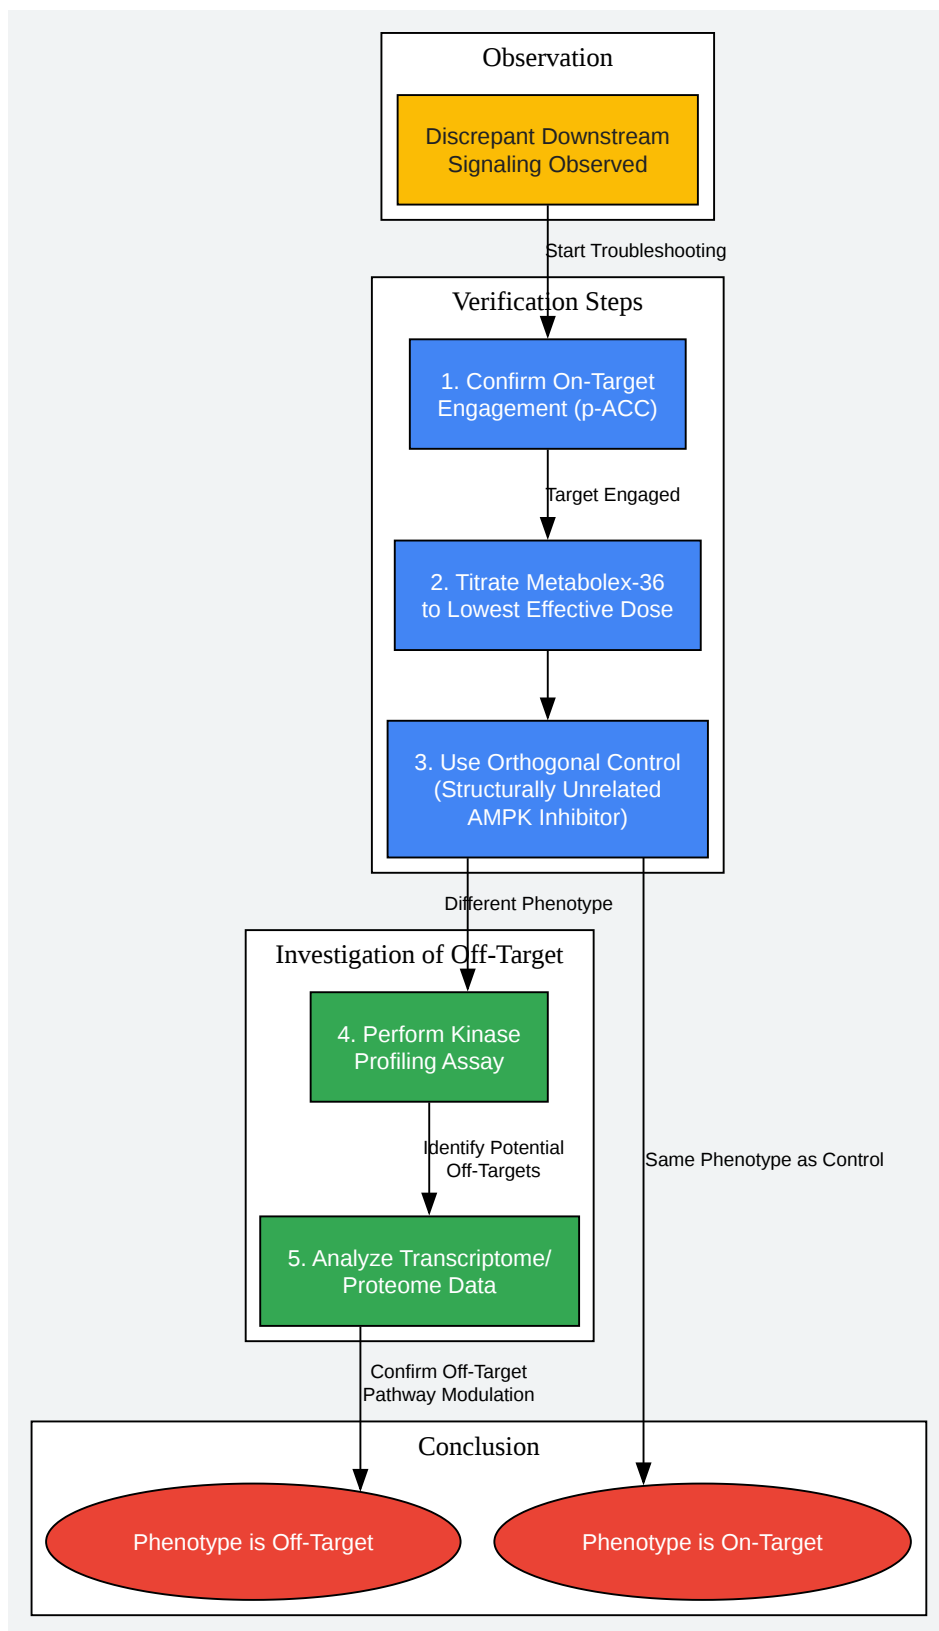 Observation
Discrepant Downstream
Signaling Observed
Start Troubleshooting
Verification Steps
1. Confirm On-Target
Engagement (p-ACC)
Target Engaged
2. Titrate Metabolex-36
to Lowest Effective Dose
3. Use Orthogonal Control
(Structurally Unrelated
AMPK Inhibitor)
Different Phenotype
Investigation of Off-Target
4. Perform Kinase
Profiling Assay
Identify Potential
Off-Targets
Same Phenotype as Control
5. Analyze Transcriptome/
Proteome Data
Confirm Off-Target
Pathway Modulation
Conclusion
Phenotype is Off-Target
Phenotype is On-Target